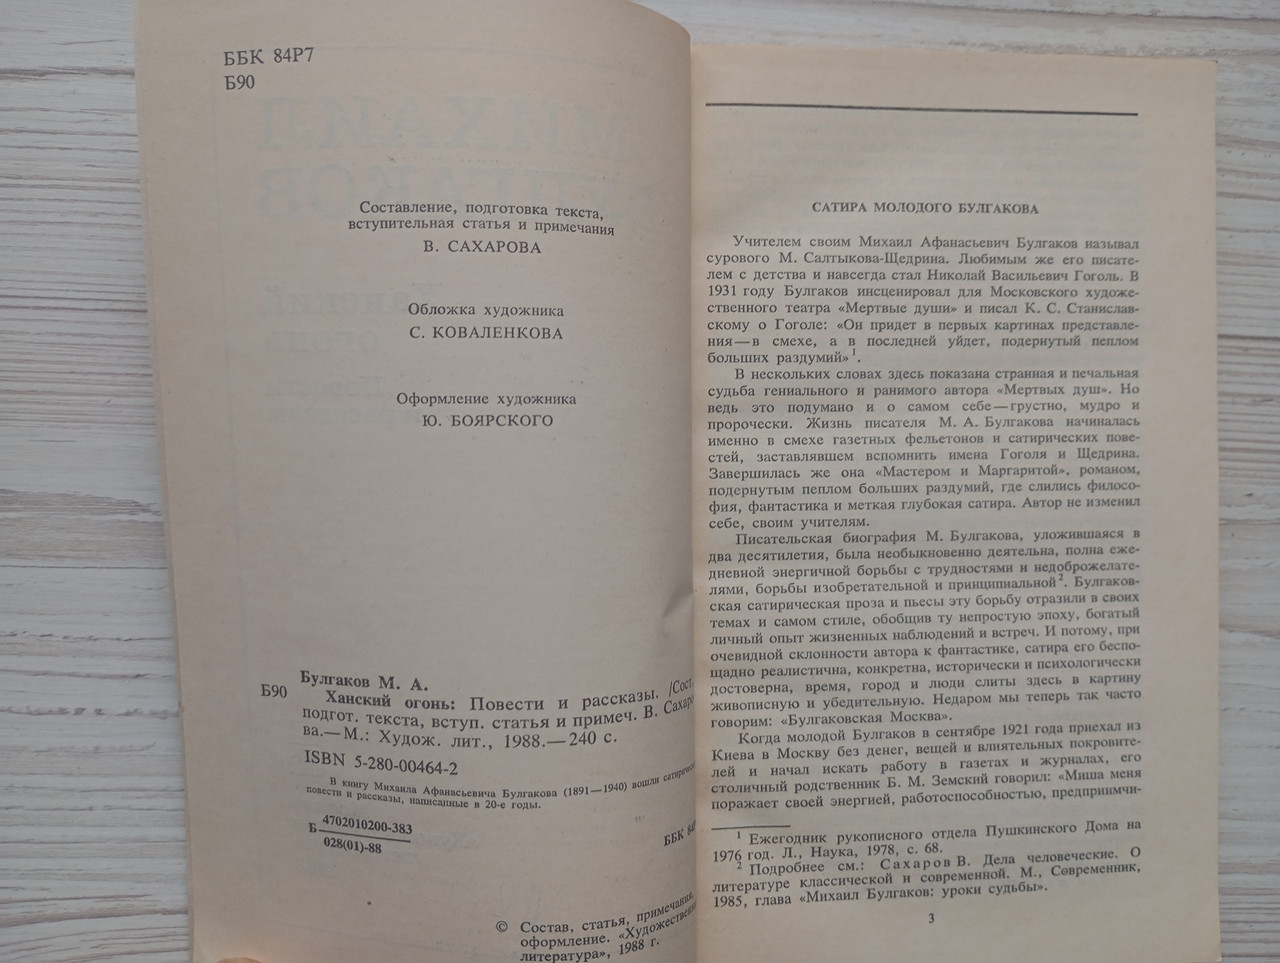 ББК 84Р7
Б90
Составление, подготовка текста,
вступительная статья и примечания
В. САХАРОВА
Обложка художника
С. КОВАЛЕНКОВА
Оформление художника
Ю. БОЯРСКОГО
Булгаков М. А.
Б90 Ханский огонь: Повести и рассказы. /Сост.,
подгот. текста, вступ. статья и примеч. В. Сахаро
ва.— М.: Худож. лит., 1988.— 240 с.
ISBN 5-280-00464-2
В книгу Михаила Афанасьевича Булгакова (1891—1940) вошли сатирические
повести и рассказы, написанные в 20-е годы.
Б 4702010200-383
028(01)-88
ББК 84Р
© Состав, статья, примечания,
оформление. «Художественная
литература», 1988 г.
САТИРА МОЛОДОГО БУЛГАКОВА
Учителем своим Михаил Афанасьевич Булгаков называл
сурового М. Салтыкова-Щедрина. Любимым же его писате-
лем с детства и навсегда стал Николай Васильевич Гоголь. В
1931 году Булгаков инсценировал для Московского художе-
ственного театра «Мертвые души» и писал К. С. Станислав-
скому о Гоголе: «Он придет в первых картинах представле-
ния—в смехе, а в последней уйдет, подернутый пеплом
больших раздумий»1.
В нескольких словах здесь показана странная и печальная
судьба гениального и ранимого автора «Мертвых душ». Но
ведь это подумано и о самом себе—грустно, мудро и
пророчески. Жизнь писателя М. А. Булгакова начиналась
именно в смехе газетных фельетонов и сатирических пове-
стей, заставлявшем вспомнить имена Гоголя и Щедрина.
Завершилась же она «Мастером и Маргаритой», романом,
подернутым пеплом больших раздумий, где слились филосо-
фия, фантастика и меткая глубокая сатира. Автор не изменил
себе, своим учителям.
Писательская биография М. Булгакова, уложившаяся в
два десятилетия, была необыкновенно деятельна, полна еже-
дневной энергичной борьбы с трудностями и недоброжелате-
лями, борьбы изобретательной и принципиальной2. Булгаков-
ская сатирическая проза и пьесы эту борьбу отразили в своих
темах и самом стиле, обобщив ту непростую эпоху, богатый
личный опыт жизненных наблюдений и встреч. И потому, при
очевидной склонности автора к фантастике, сатира его беспо-
щадно реалистична, конкретна, исторически и психологически
достоверна, время, город и люди слиты здесь в картину
живописную и убедительную. Недаром мы теперь так часто
говорим: «Булгаковская Москва».
Когда молодой Булгаков в сентябре 1921 года приехал из
Киева в Москву без денег, вещей и влиятельных покровите-
лей и начал искать работу в газетах и журналах, его
столичный родственник Б. М. Земский говорил: «Миша меня
поражает своей энергией, работоспособностью, предприимчи-
1 Ежегодник рукописного отдела Пушкинского Дома на
1976 год. Л., Наука, 1978, с. 68.
2 Подробнее см.: Сахаров В. Дела человеческие. О
литературе классической и современной. М., Современник,
1985, глава «Михаил Булгаков: уроки судьбы».
3